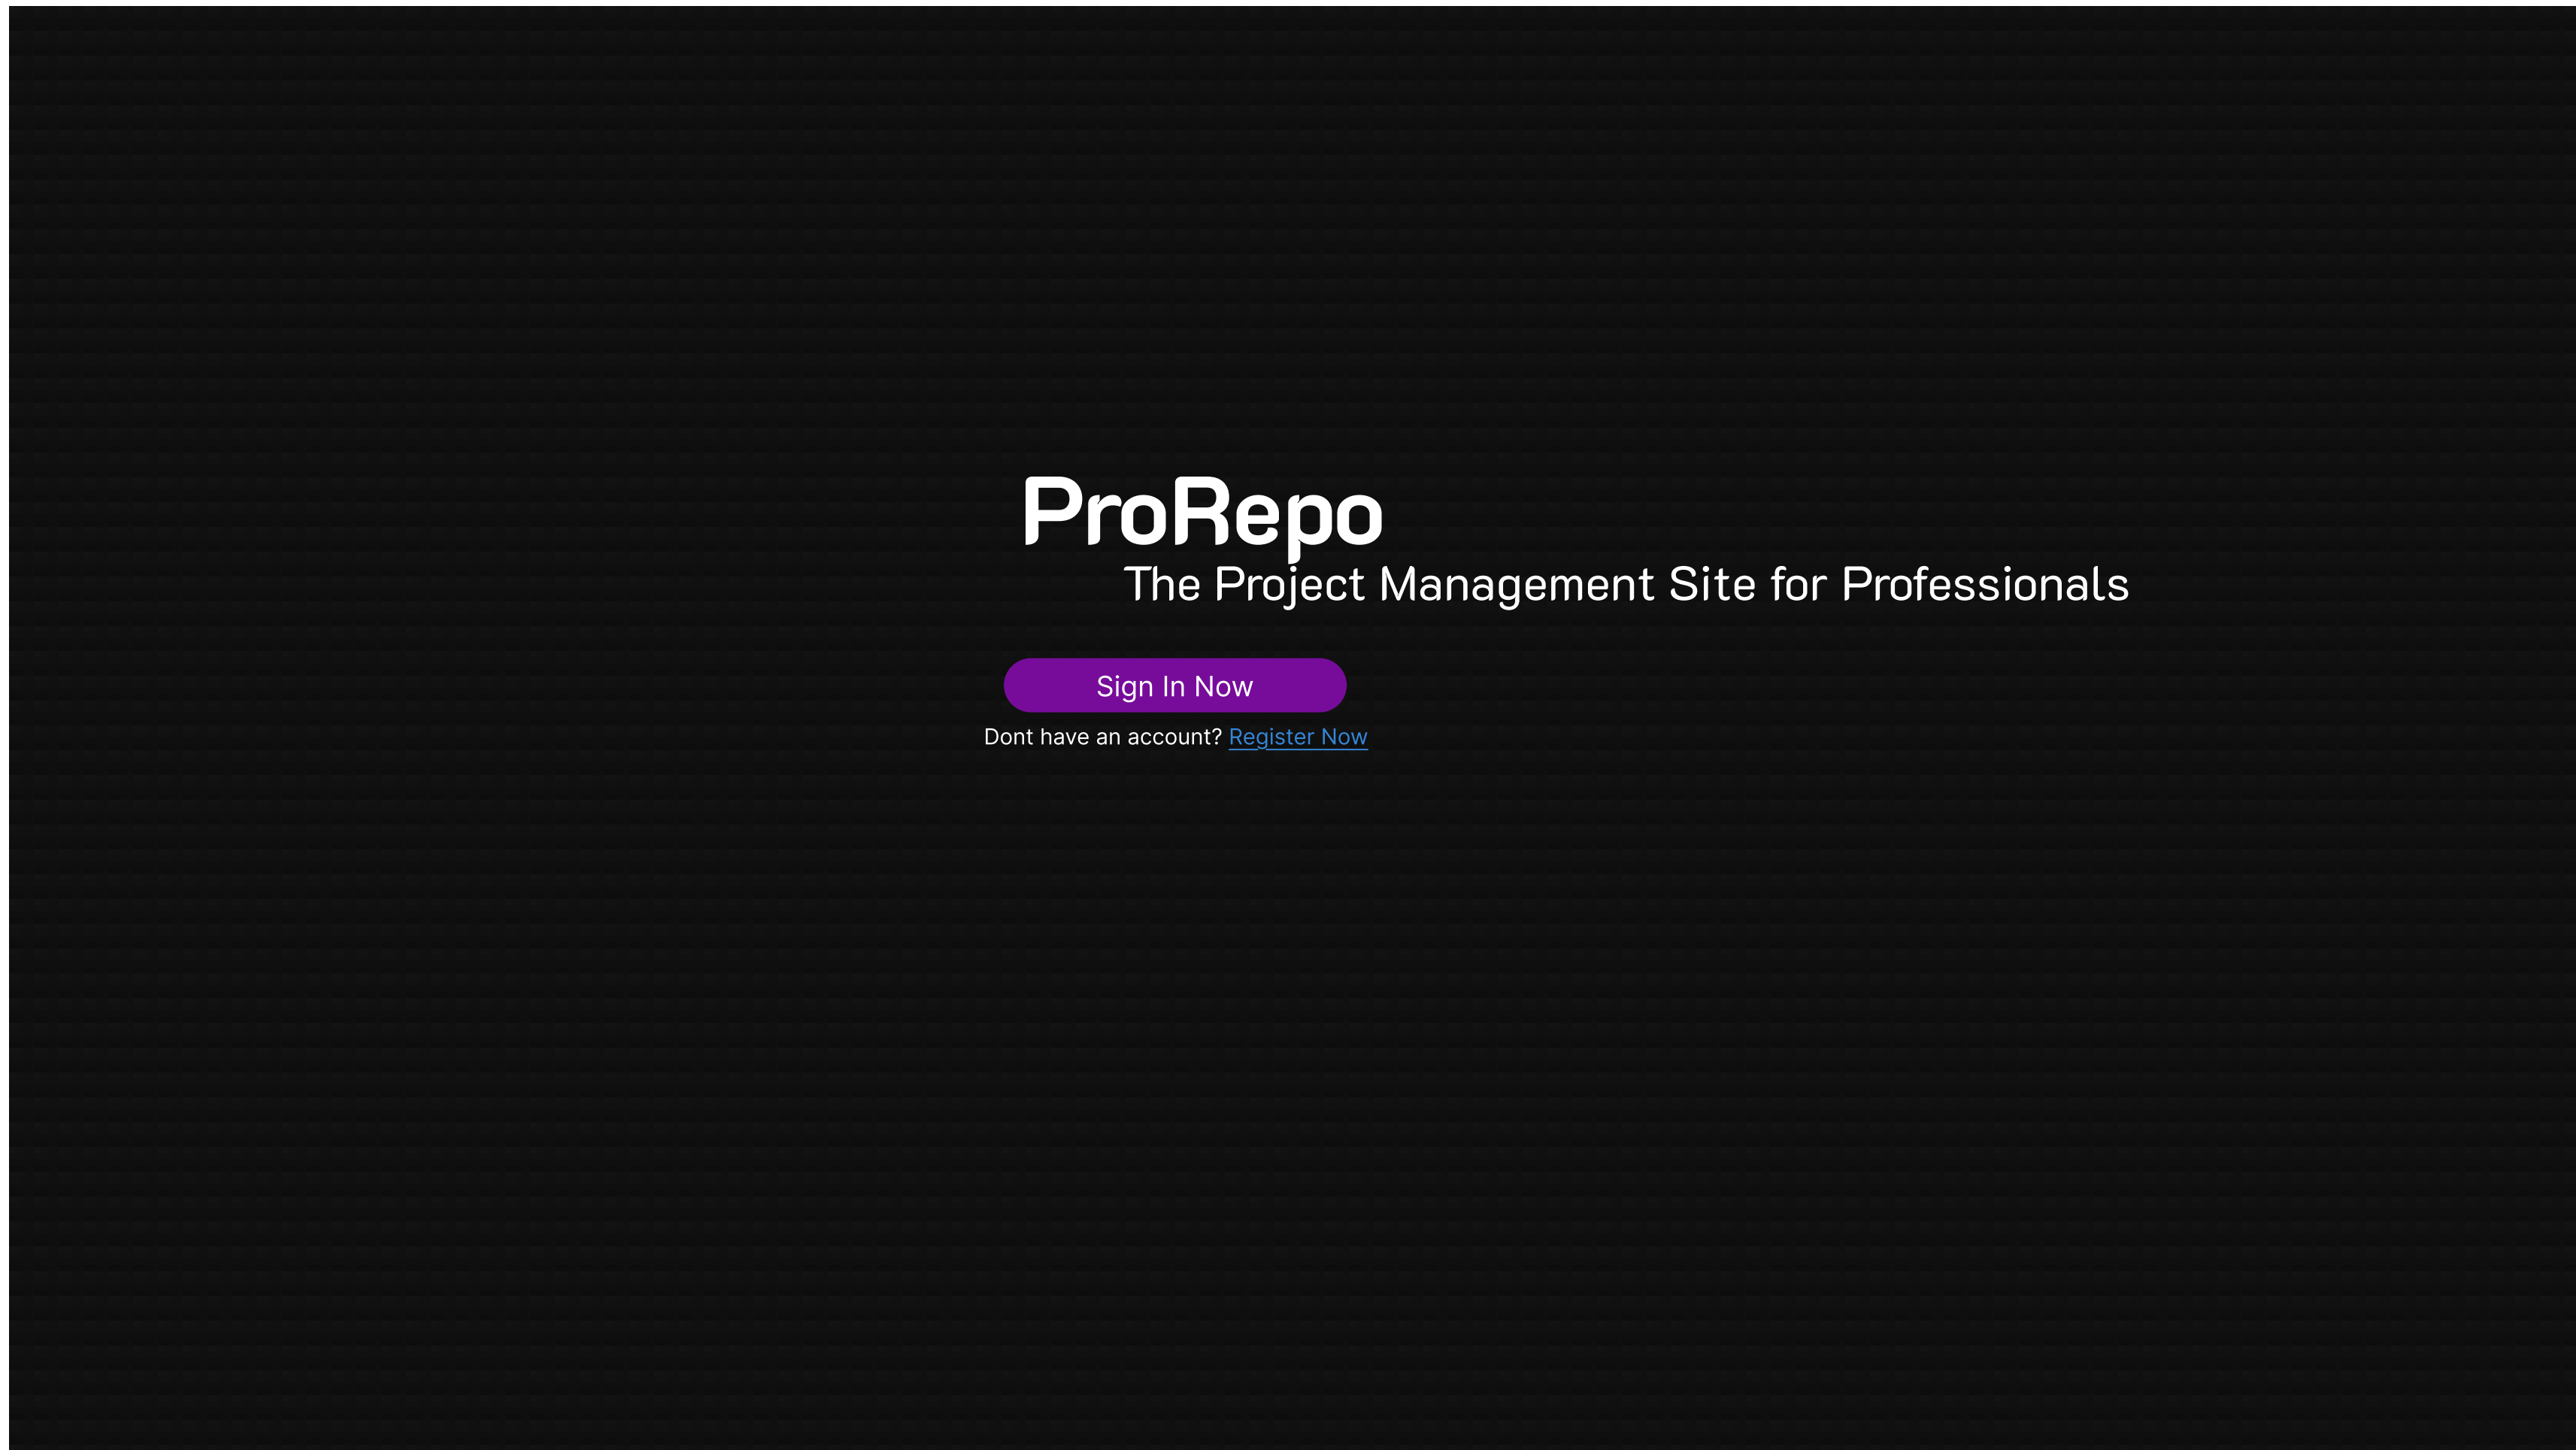 ProRepo
The Project Management Site for Professionals
Sign In Now
Dont have an account? Register Now